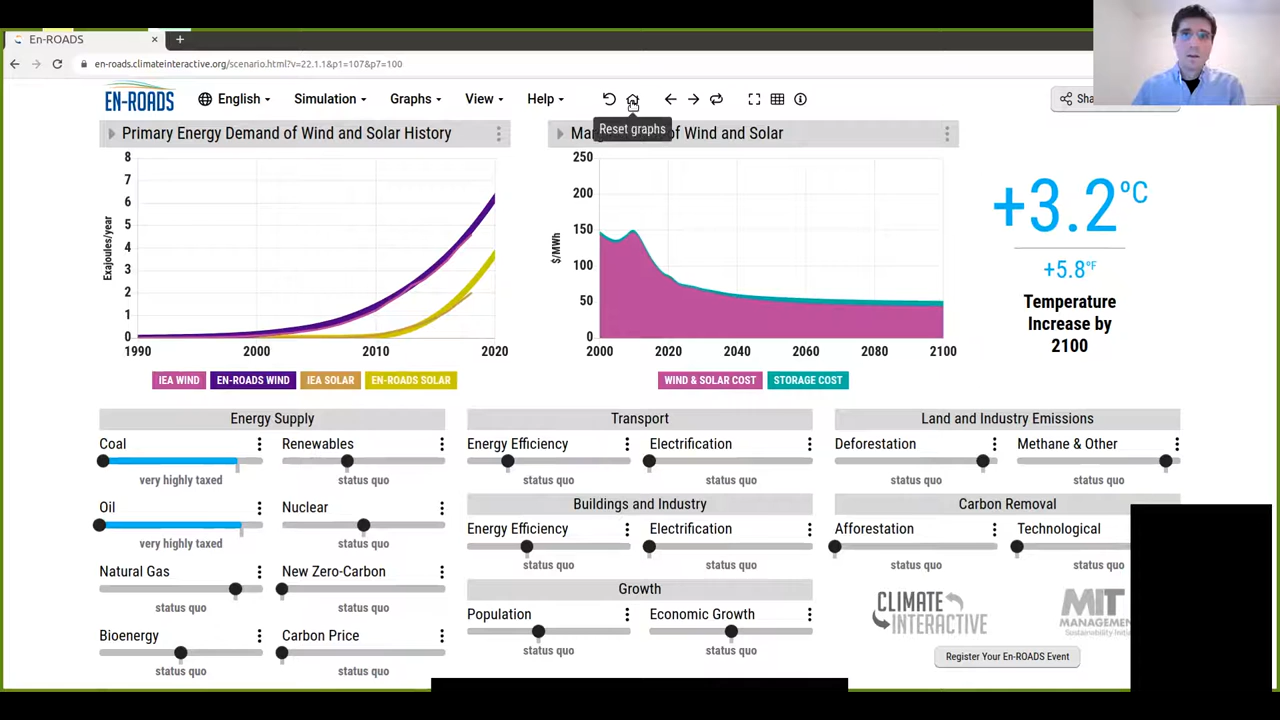 En-ROADS
en-roads.climateinteractive.org/scenario.html?v=22.1.1&p1=107&p7=100
EN-ROADS
English
Simulation
Graphs
View
Help
Sha
Reset graphs
Primary Energy Demand of Wind and Solar History
8
7
6
5
4
3
2
1
0
Exajoules/year
1990
2000
2010
2020
IEA WIND
EN-ROADS WIND
IEA SOLAR
EN-ROADS SOLAR
Ma
of Wind and Solar
250
200
150
100
50
0
$/MWh
2000
2020
2040
2060
2080
2100
WIND & SOLAR COST
STORAGE COST
+3.2°C
+5.8°F
Temperature
Increase by
2100
Energy Supply
Coal
very highly taxed
Renewables
status quo
Oil
very highly taxed
Nuclear
status quo
Natural Gas
status quo
New Zero-Carbon
status quo
Bioenergy
status quo
Carbon Price
status quo
Transport
Energy Efficiency
status quo
Electrification
status quo
Buildings and Industry
Energy Efficiency
status quo
Electrification
status quo
Growth
Population
status quo
Economic Growth
status quo
Land and Industry Emissions
Deforestation
status quo
Methane & Other
status quo
Carbon Removal
Afforestation
status quo
Technological
status quo
CLIMATE
INTERACTIVE
MIT
MANAGEMEN
Sustainability Initia
Register Your En-ROADS Event